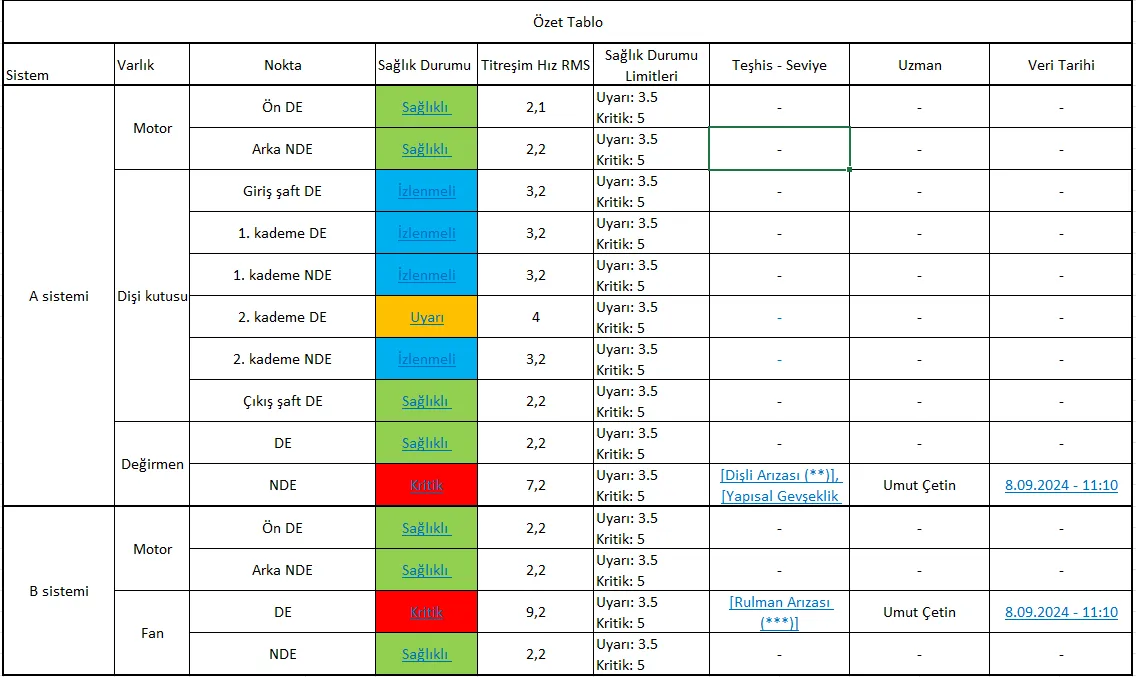 Özet Tablo
Sistem Varlık Nokta Sağlık Durumu Titreşim Hız RMS Sağlık Durumu Limitleri Teşhis - Seviye Uzman Veri Tarihi
A sistemi
Motor
Ön DE Sağlıklı 2,1 Uyarı: 3.5 Kritik: 5 - - -
Arka NDE Sağlıklı 2,2 Uyarı: 3.5 Kritik: 5 - - -
Dişi kutusu
Giriş şaft DE İzlenmeli 3,2 Uyarı: 3.5 Kritik: 5 - - -
1. kademe DE İzlenmeli 3,2 Uyarı: 3.5 Kritik: 5 - - -
1. kademe NDE İzlenmeli 3,2 Uyarı: 3.5 Kritik: 5 - - -
2. kademe DE Uyarı 4 Uyarı: 3.5 Kritik: 5 - - -
2. kademe NDE İzlenmeli 3,2 Uyarı: 3.5 Kritik: 5 - - -
Çıkış şaft DE Sağlıklı 2,2 Uyarı: 3.5 Kritik: 5 - - -
Değirmen
DE Sağlıklı 2,2 Uyarı: 3.5 Kritik: 5 - - -
NDE Kritik 7,2 Uyarı: 3.5 Kritik: 5 [Dişli Arızası (**)], [Yapısal Gevşeklik Umut Çetin 8.09.2024 - 11:10
B sistemi
Motor
Ön DE Sağlıklı 2,2 Uyarı: 3.5 Kritik: 5 - - -
Arka NDE Sağlıklı 2,2 Uyarı: 3.5 Kritik: 5 - - -
Fan
DE Kritik 9,2 Uyarı: 3.5 Kritik: 5 [Rulman Arızası (***)] Umut Çetin 8.09.2024 - 11:10
NDE Sağlıklı 2,2 Uyarı: 3.5 Kritik: 5 - - -